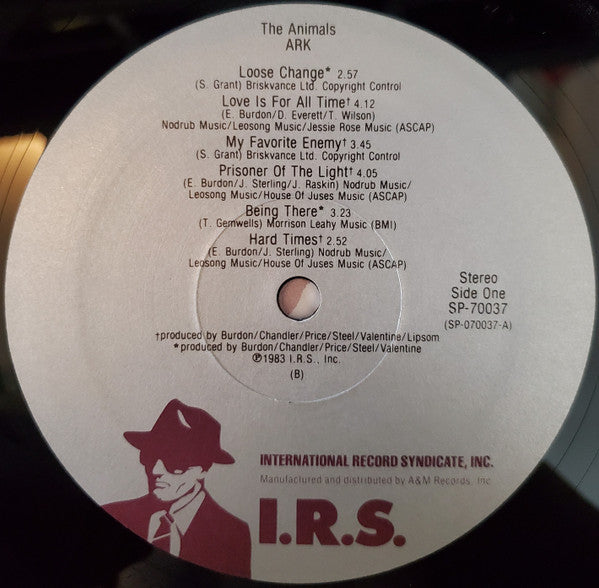 The Animals
ARK
Loose Change* 2.57
(S. Grant) Briskvance Ltd. Copyright Control
Love Is For All Time† 4.12
(E. Burdon/D. Everett/T. Wilson)
Nodrub Music/Leosong Music/Jessie Rose Music (ASCAP)
My Favorite Enemy† 3.45
(S. Grant) Briskvance Ltd. Copyright Control
Prisoner Of The Light† 4.05
(E. Burdon/J. Sterling/J. Raskin) Nodrub Music/
Leosong Music/House Of Juses Music (ASCAP)
Being There* 3.23
(T. Gemwells) Morrison Leahy Music (BMI)
Hard Times† 2.52
(E. Burdon/J. Sterling) Nodrub Music/
Leosong Music/House Of Juses Music (ASCAP)
Stereo
Side One
SP-70037
(SP-070037-A)
†produced by Burdon/Chandler/Price/Steel/Valentine/Lipsom
*produced by Burdon/Chandler/Price/Steel/Valentine
℗1983 I.R.S., Inc.
(B)
INTERNATIONAL RECORD SYNDICATE, INC.
Manufactured and distributed by A&M Records, Inc
I.R.S.